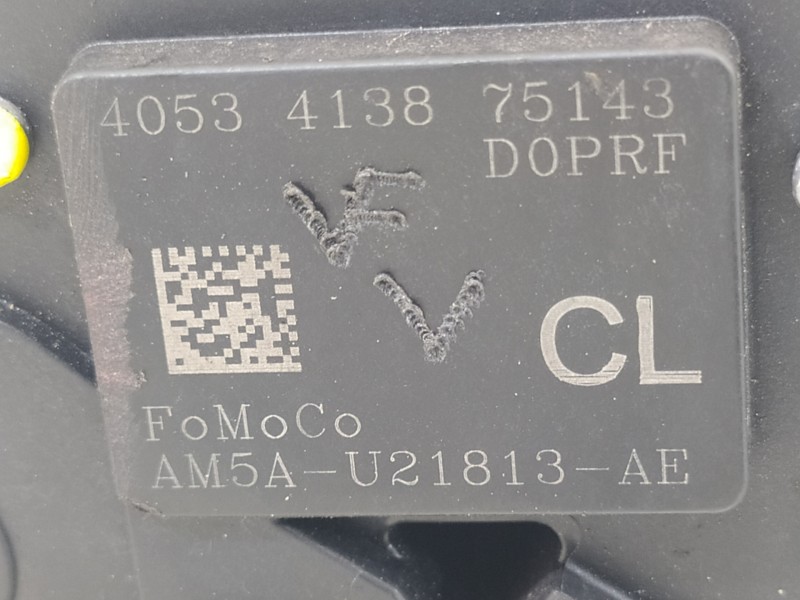 4053 4138 75143
D0PRF
VF
V
CL
FoMoCo
AM5A-U21813-AE